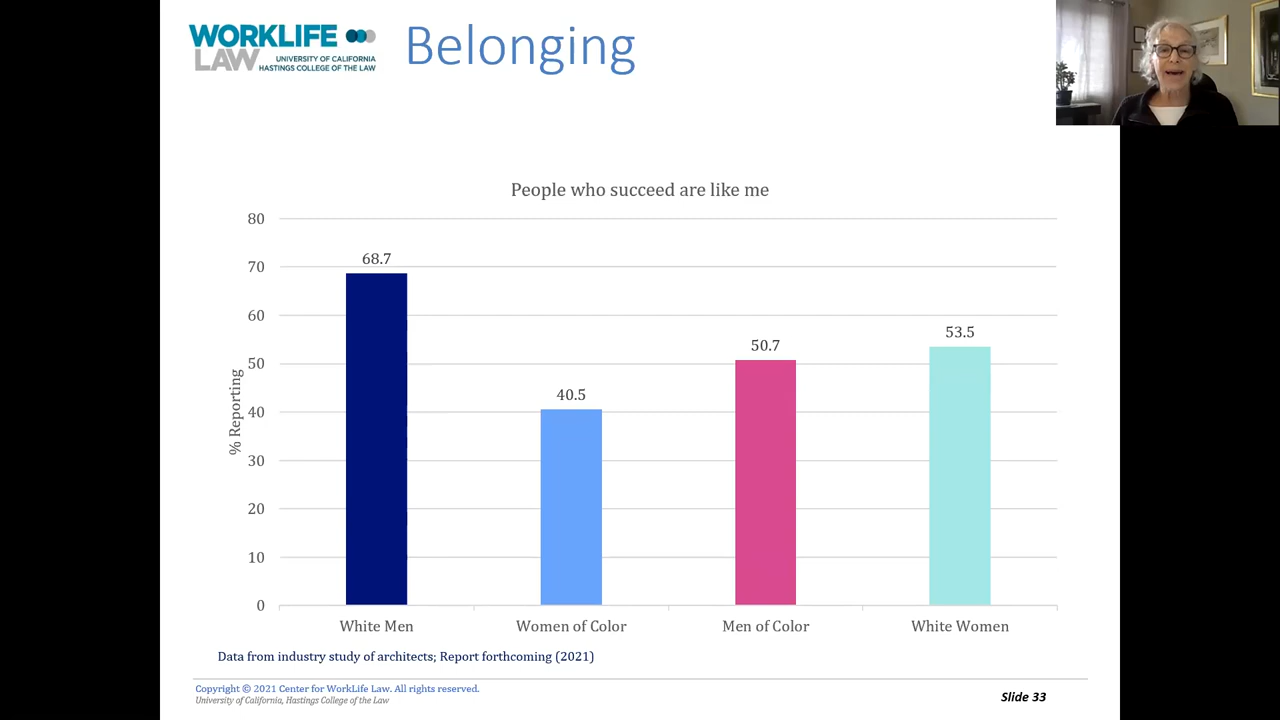 WORKLIFE
LAW
UNIVERSITY OF CALIFORNIA
HASTINGS COLLEGE OF THE LAW
Belonging
People who succeed are like me
80
70
60
50
40
30
20
10
0
% Reporting
68.7
40.5
50.7
53.5
White Men
Women of Color
Men of Color
White Women
Data from industry study of architects; Report forthcoming (2021)
Copyright © 2021 Center for WorkLife Law. All rights reserved.
University of California, Hastings College of the Law
Slide 33